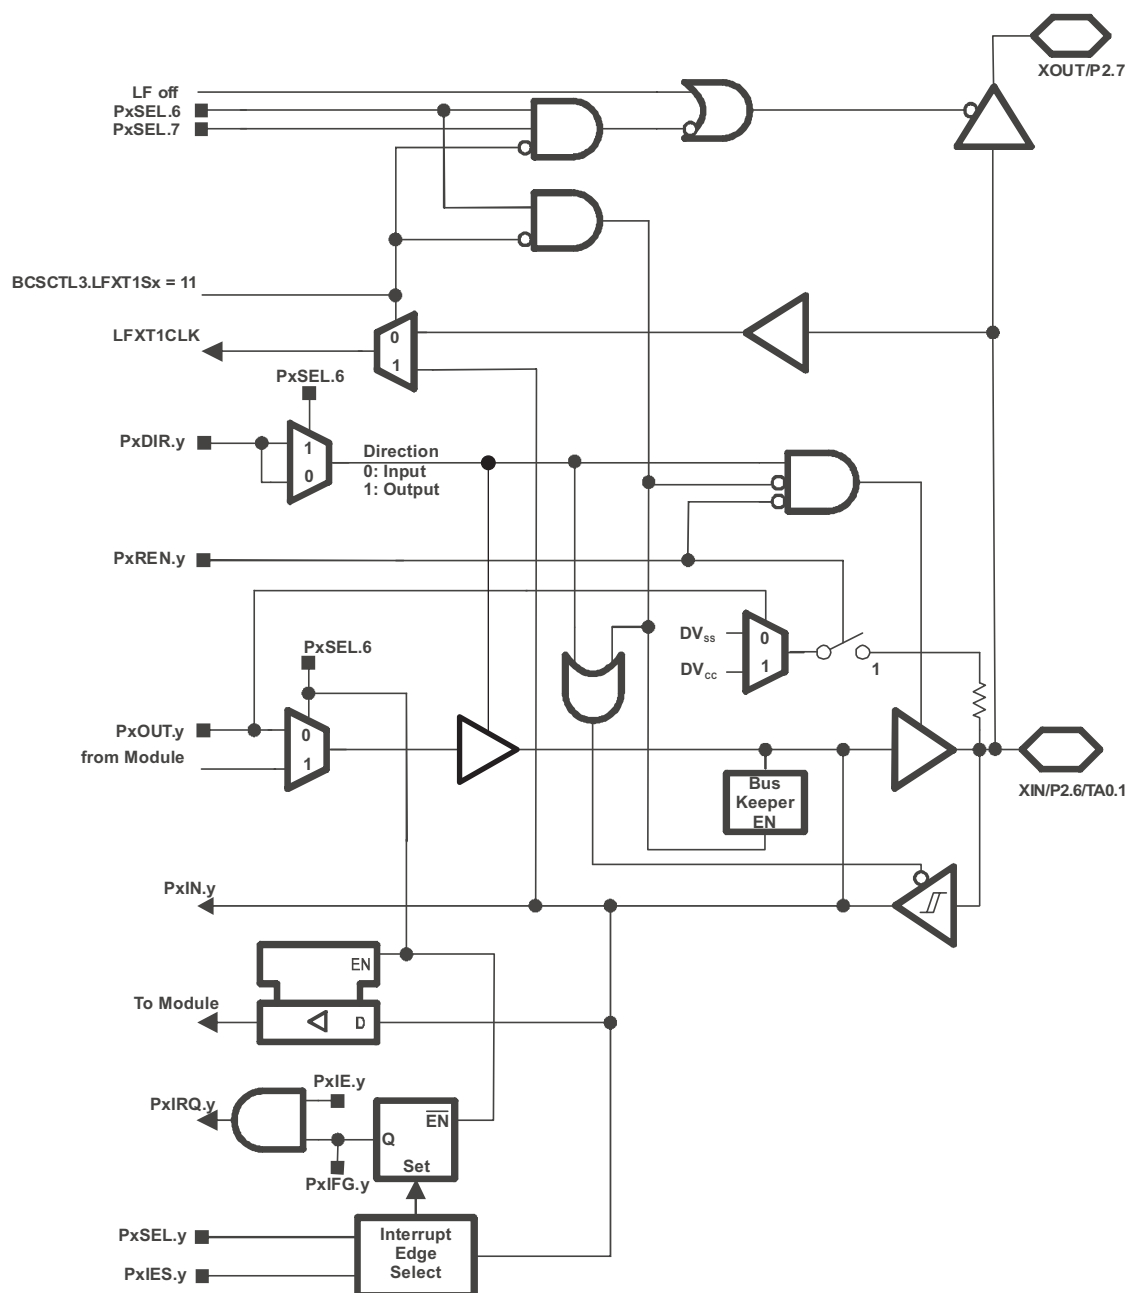 XOUT/P2.7
LF off
PxSEL.6
PxSEL.7
BCSCTL3.LFXT1Sx = 11
LFXT1CLK
0
1
PxSEL.6
PxDIR.y
1
0
Direction
0: Input
1: Output
PxREN.y
DVss
0
DVcc
1
1
PxSEL.6
PxOUT.y
0
from Module
1
Bus
Keeper
EN
XIN/P2.6/TA0.1
PxIN.y
EN
To Module
D
PxIE.y
PxIRQ.y
EN
Q
Set
PxIFG.y
PxSEL.y
PxIES.y
Interrupt
Edge
Select